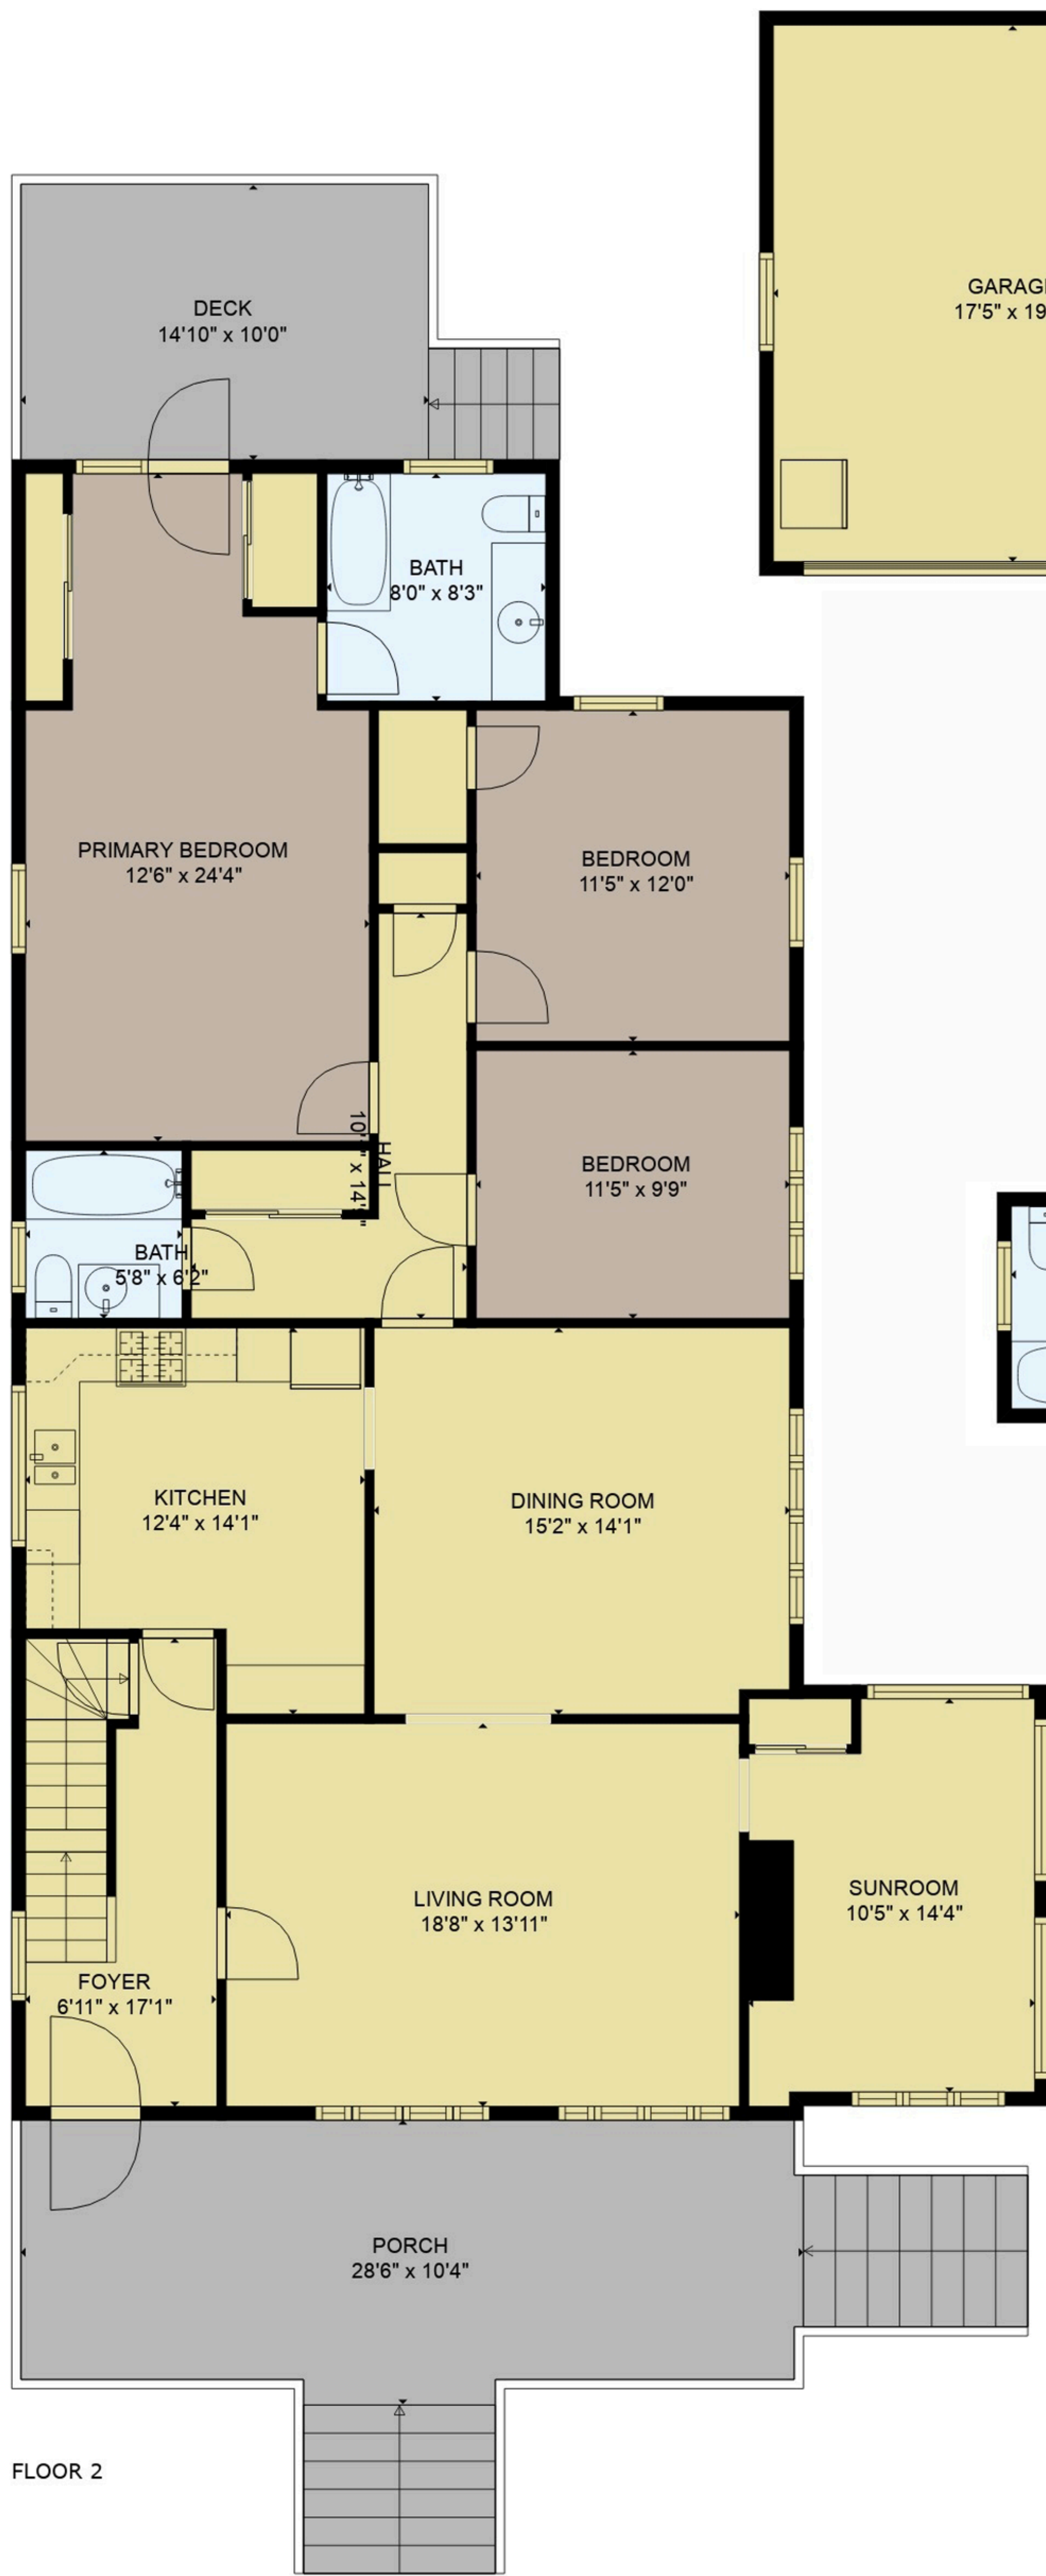 GARAGE
17'5" x 19
DECK
14'10" x 10'0"
BATH
8'0" x 8'3"
PRIMARY BEDROOM
12'6" x 24'4"
BEDROOM
11'5" x 12'0"
HALL
x 14'
BEDROOM
11'5" x 9'9"
BATH
5'8" x 6'2"
KITCHEN
12'4" x 14'1"
DINING ROOM
15'2" x 14'1"
LIVING ROOM
18'8" x 13'11"
SUNROOM
10'5" x 14'4"
FOYER
6'11" x 17'1"
PORCH
28'6" x 10'4"
FLOOR 2